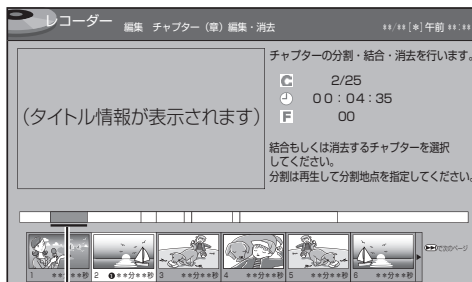 レコーダー 編集 チャプター（章）編集・消去 **/**[*]午前**:**
チャプターの分割・結合・消去を行います。
C 2/25
00：04：35
F 00
(タイトル情報が表示されます)
結合もしくは消去するチャプターを選択
してください。
分割は再生して分割地点を指定してください。
で次のページ
1 **分**秒 2 ❶**分**秒 3 **分**秒 4 **分**秒 5 **分**秒 6 **分**秒